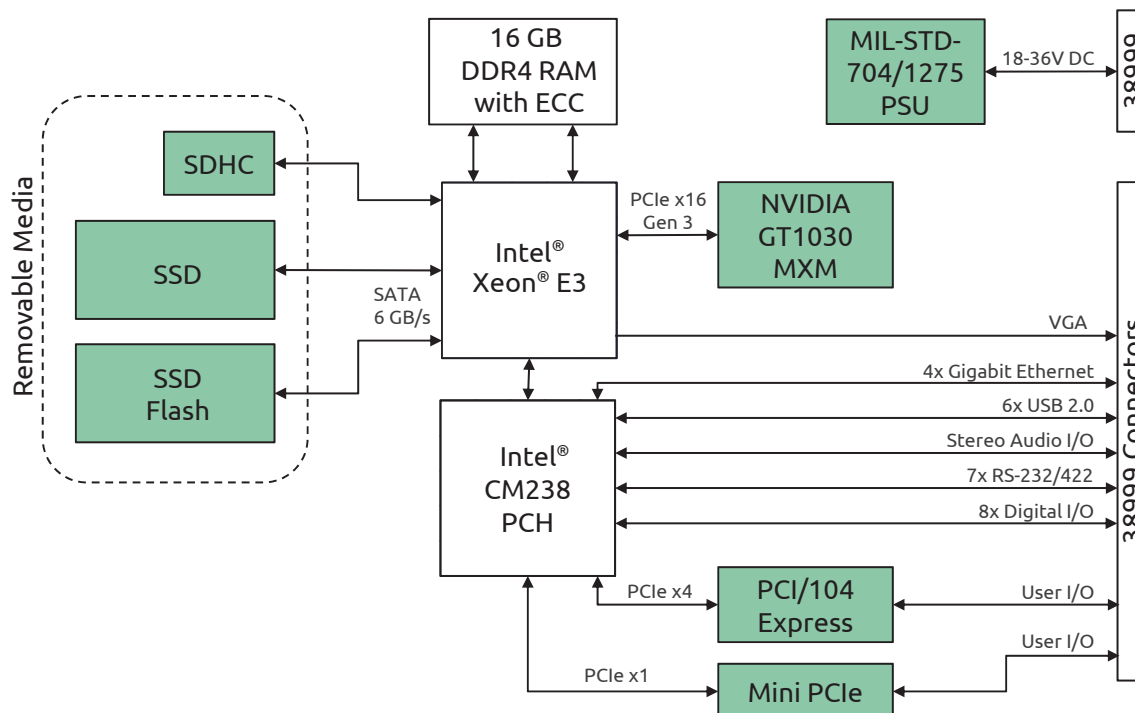 16 GB
DDR4 RAM
with ECC
MIL-STD-
704/1275
PSU
18-36V DC
38999
Removable Media
SDHC
SSD
SSD
Flash
SATA
6 GB/s
Intel®
Xeon® E3
PCIe x16
Gen 3
NVIDIA
GT1030
MXM
VGA
4x Gigabit Ethernet
6x USB 2.0
Stereo Audio I/O
7x RS-232/422
8x Digital I/O
38999 Connectors
Intel®
CM238
PCH
PCIe x4
PCI/104
Express
User I/O
User I/O
PCIe x1
Mini PCIe